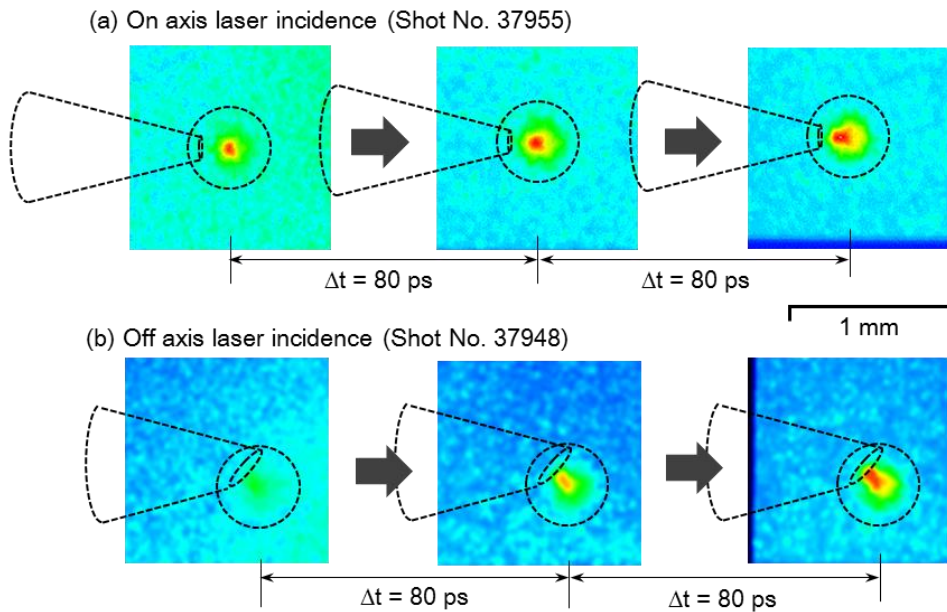 (a) On axis laser incidence (Shot No. 37955)
Δt = 80 ps
Δt = 80 ps
1 mm
(b) Off axis laser incidence (Shot No. 37948)
Δt = 80 ps
Δt = 80 ps